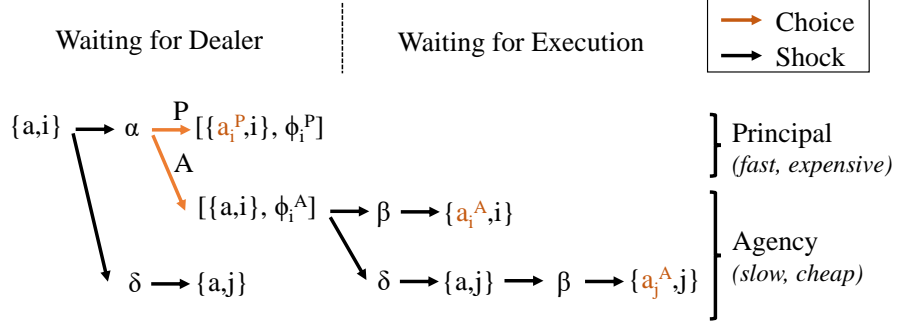 Waiting for Dealer
Waiting for Execution
Choice
Shock
{a,i} α P [{a_i^P,i}, ϕ_i^P]
A
[{a,i}, ϕ_i^A] β {a_i^A,i}
δ {a,j}
δ {a,j} β {a_j^A,j}
Principal
(fast, expensive)
Agency
(slow, cheap)